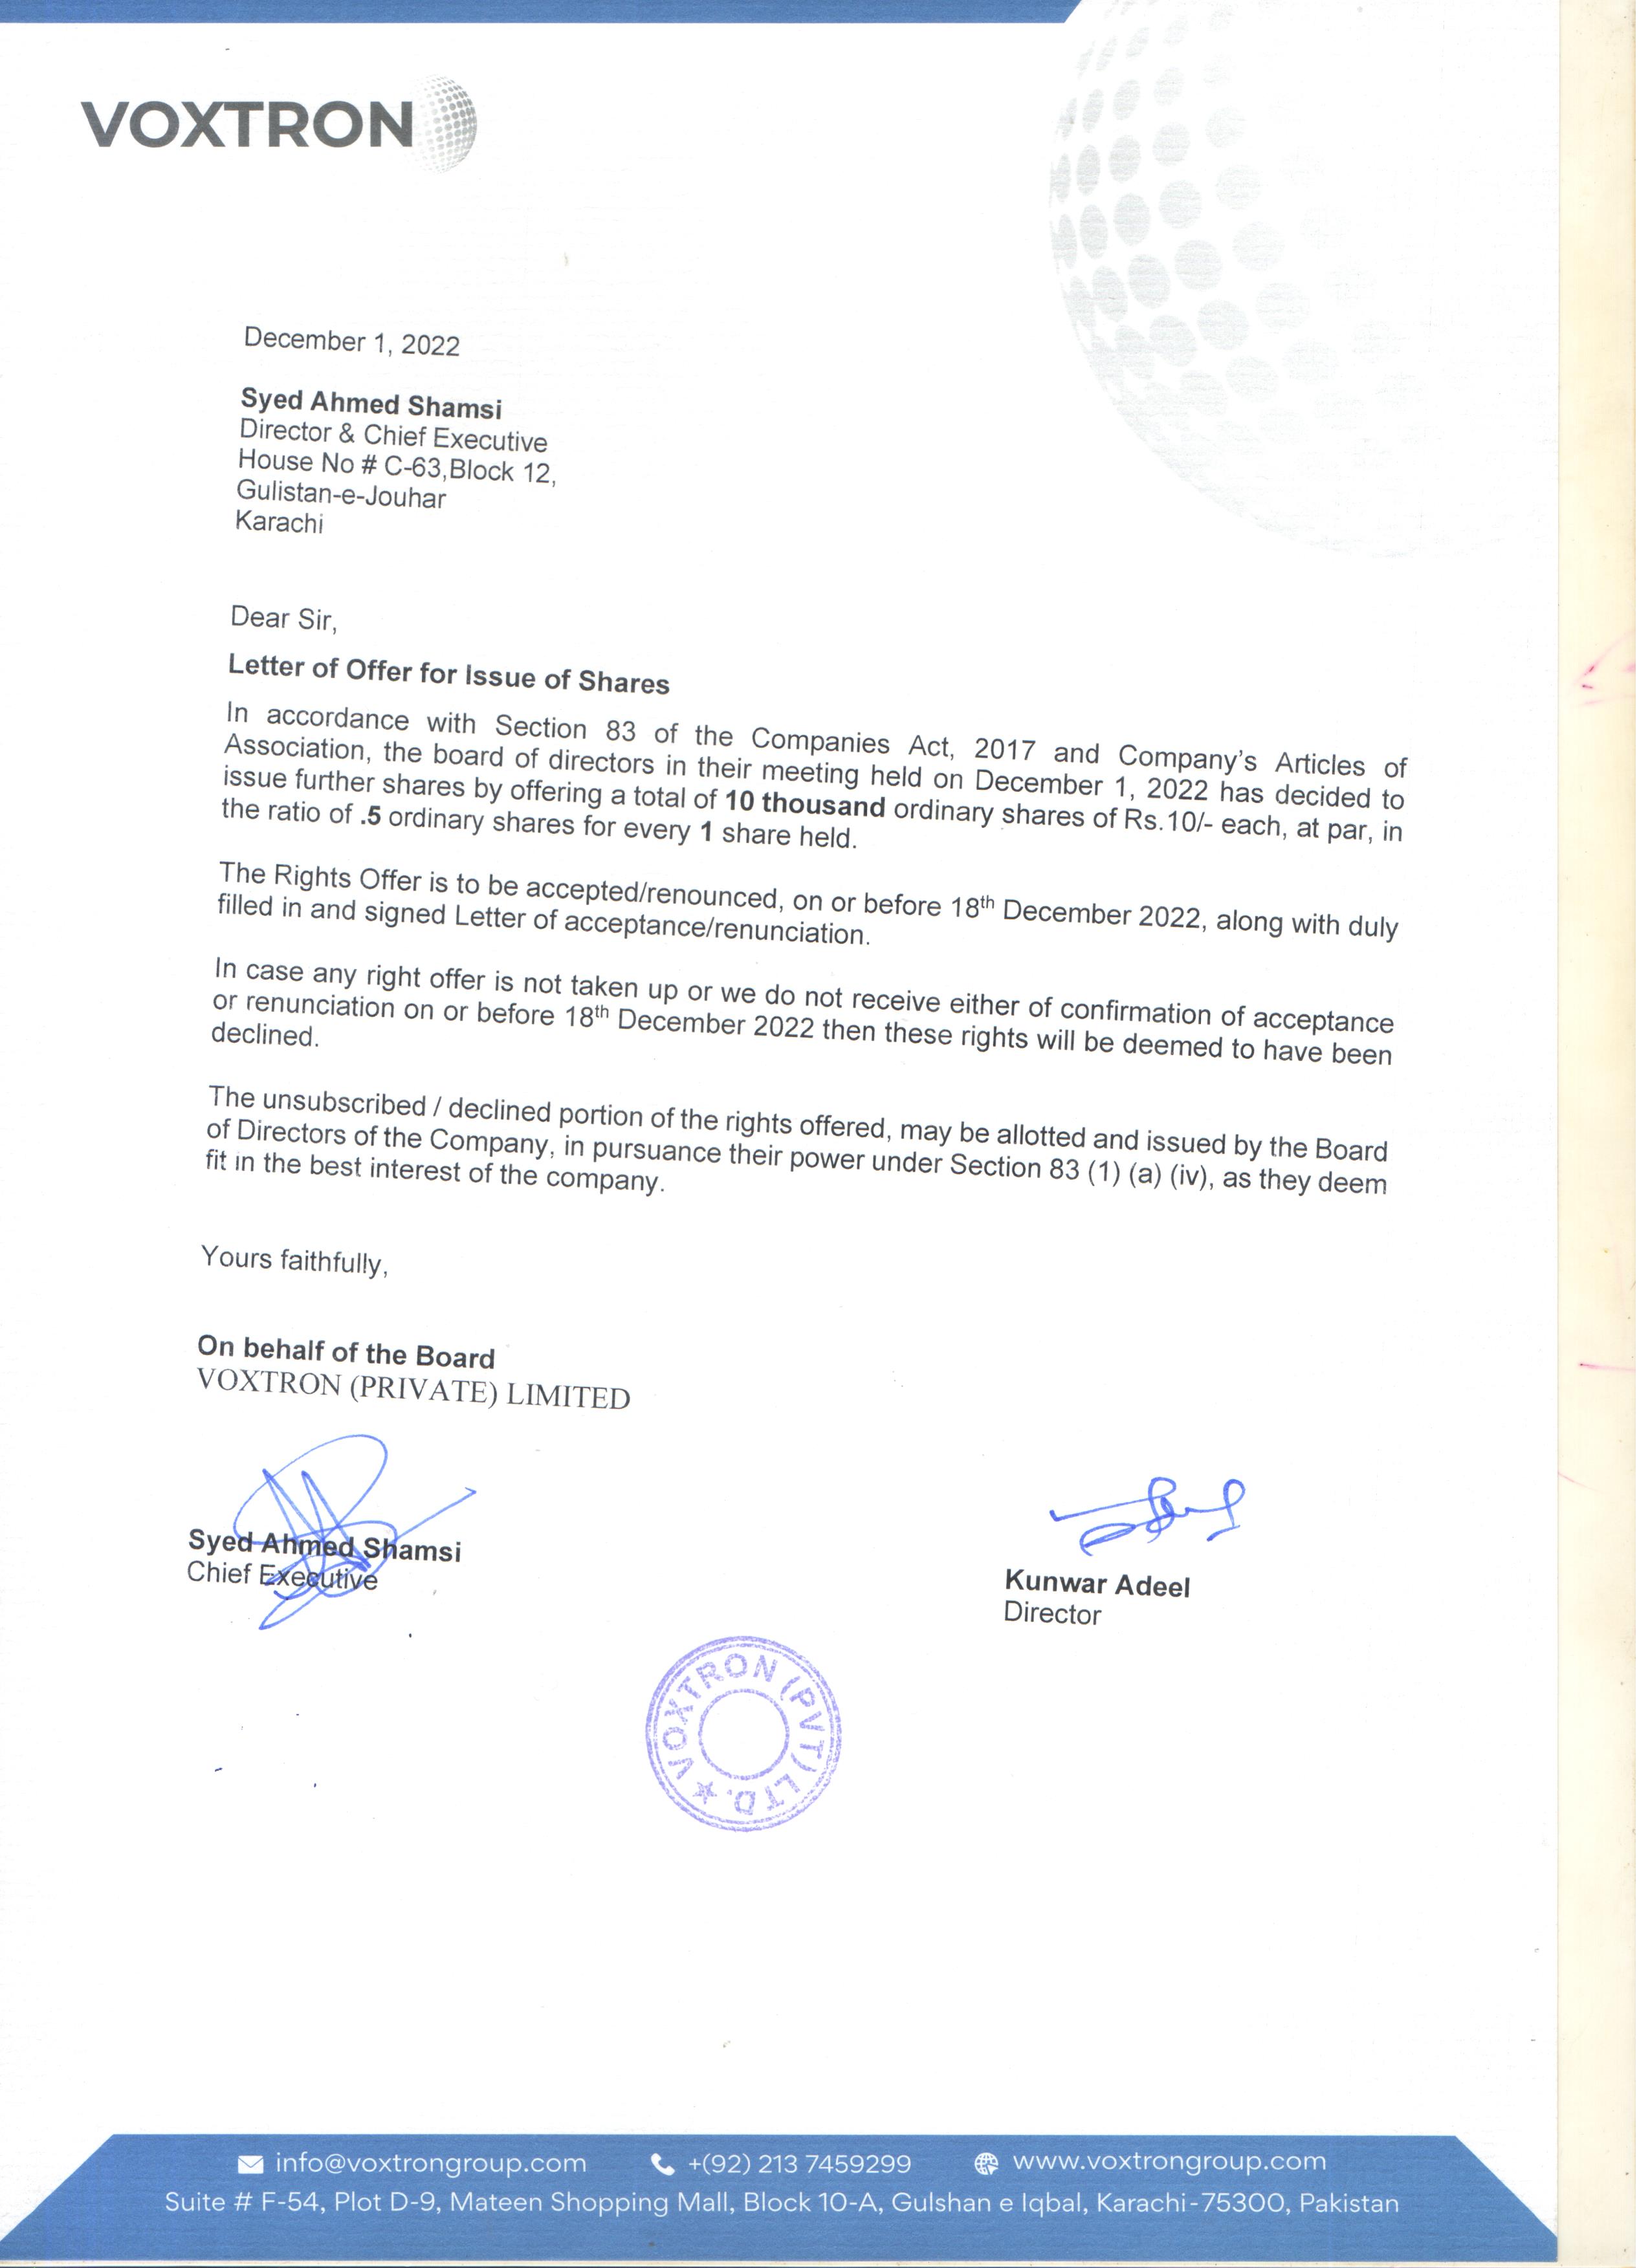 VOXTRON
December 1, 2022
Syed Ahmed Shamsi
Director & Chief Executive
House No # C-63,Block 12,
Gulistan-e-Jouhar
Karachi
Dear Sir,
Letter of Offer for Issue of Shares
In accordance with Section 83 of the Companies Act, 2017 and Company's Articles of
Association, the board of directors in their meeting held on December 1, 2022 has decided to
issue further shares by offering a total of 10 thousand ordinary shares of Rs.10/- each, at par, in
the ratio of .5 ordinary shares for every 1 share held.
The Rights Offer is to be accepted/renounced, on or before 18th December 2022, along with duly
filled in and signed Letter of acceptance/renunciation.
In case any right offer is not taken up or we do not receive either of confirmation of acceptance
or renunciation on or before 18th December 2022 then these rights will be deemed to have been
declined.
The unsubscribed / declined portion of the rights offered, may be allotted and issued by the Board
of Directors of the Company, in pursuance their power under Section 83 (1) (a) (iv), as they deem
fit in the best interest of the company.
Yours faithfully,
On behalf of the Board
VOXTRON (PRIVATE) LIMITED
Syed Ahmed Shamsi
Chief Executive
Kunwar Adeel
Director
VOXTRON (PVT) LTD. ★
info@voxtrongroup.com +(92) 213 7459299 www.voxtrongroup.com
Suite # F-54, Plot D-9, Mateen Shopping Mall, Block 10-A, Gulshan e Iqbal, Karachi-75300, Pakistan